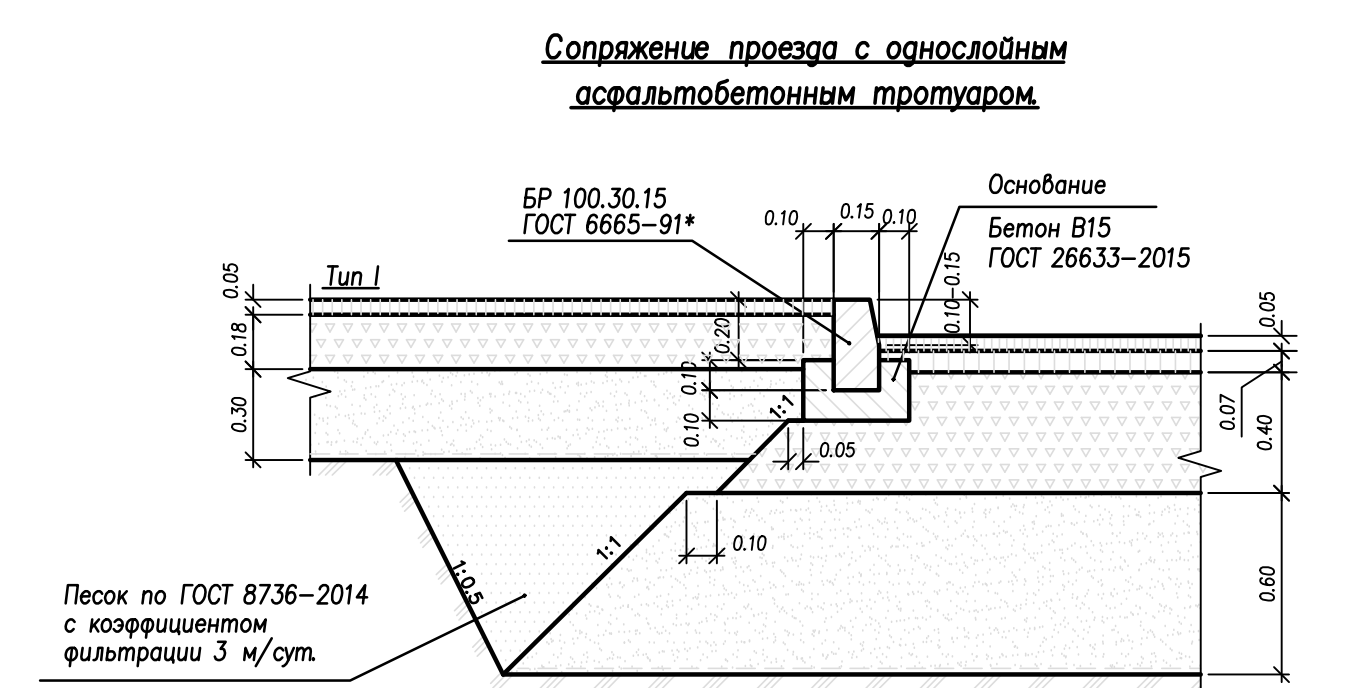 Сопряжение проезда с однослойным
асфальтобетонным тротуаром.
БР 100.30.15
ГОСТ 6665-91*
Основание
Бетон В15
ГОСТ 26633-2015
Тип I
0.10
0.15
0.10
0.05
0.18
0.30
0.20
0.10
0.10
0.10-0.15
1:1
0.05
0.05
0.07
0.40
0.60
0.10
1:1
1:0.5
Песок по ГОСТ 8736-2014
с коэффициентом
фильтрации 3 м/сут.